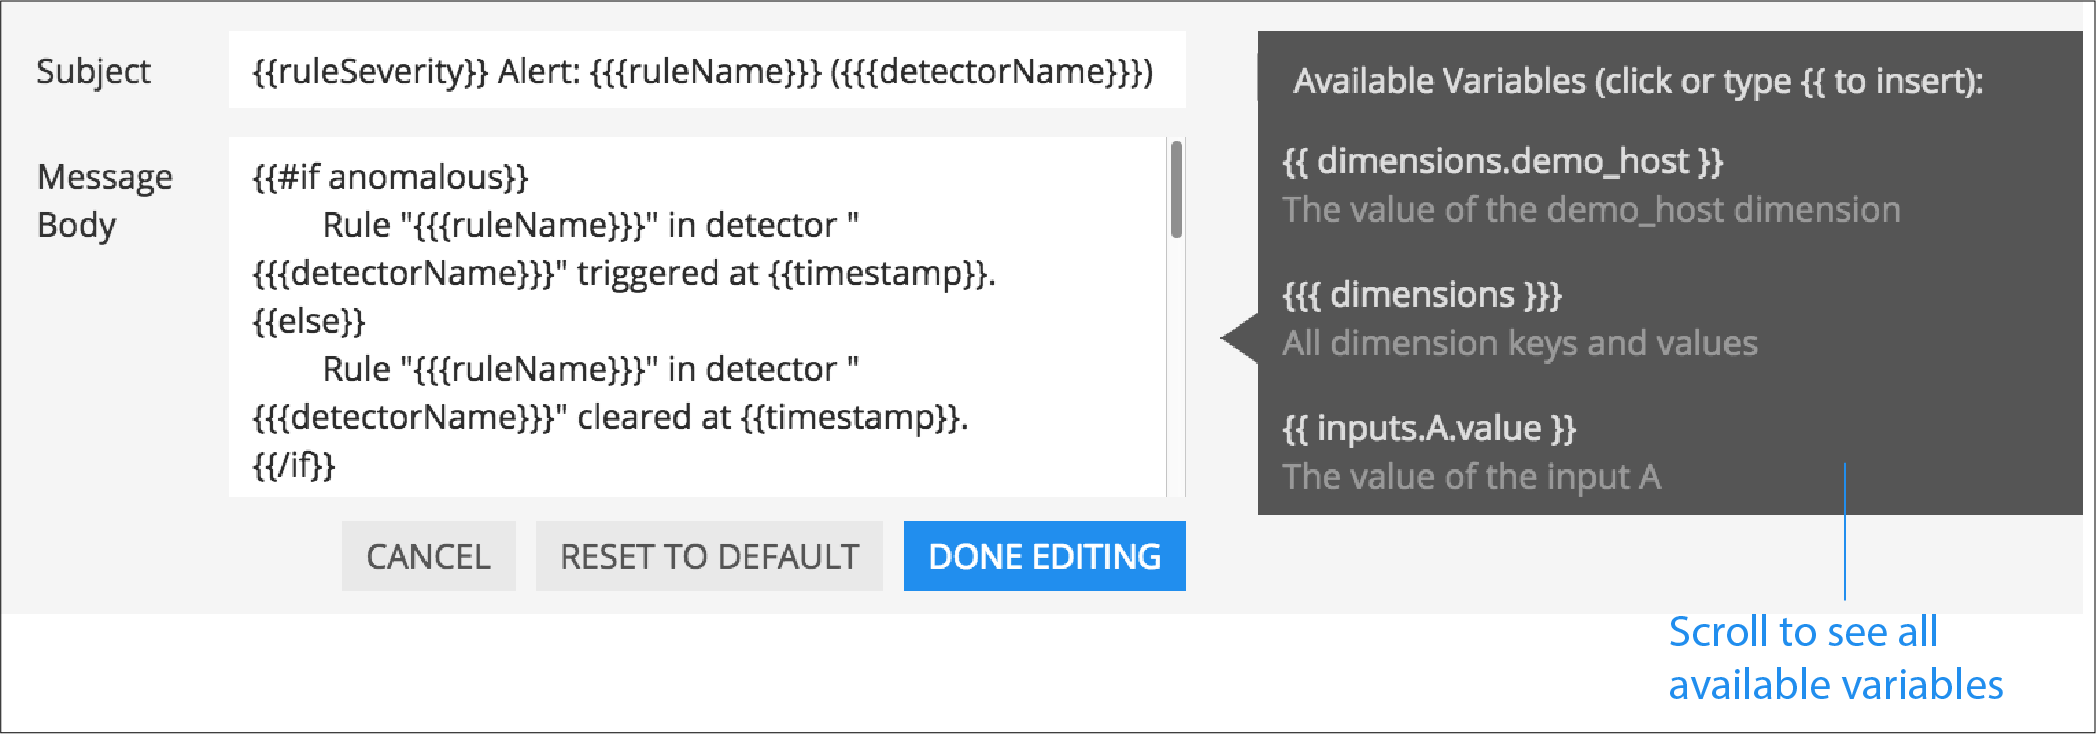 Subject
{{ruleSeverity}} Alert: {{{ruleName}}} ({{{detectorName}}})
Message
Body
{{#if anomalous}}
Rule "{{{ruleName}}}" in detector "
{{{detectorName}}}" triggered at {{timestamp}}.
{{else}}
Rule "{{{ruleName}}}" in detector "
{{{detectorName}}}" cleared at {{timestamp}}.
{{/if}}
CANCEL
RESET TO DEFAULT
DONE EDITING
Available Variables (click or type {{ to insert):
{{ dimensions.demo_host }}
The value of the demo_host dimension
{{{ dimensions }}}
All dimension keys and values
{{ inputs.A.value }}
The value of the input A
Scroll to see all
available variables